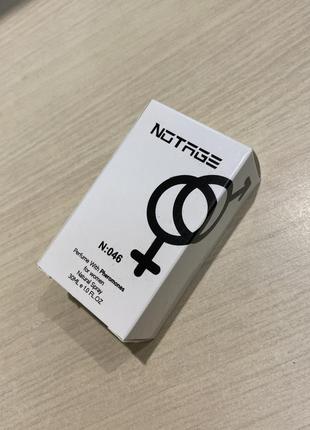 NOTAGE
N:046
Perfume With Pheromones
for women
Natural Spray
30ML e 1.0 FL.OZ